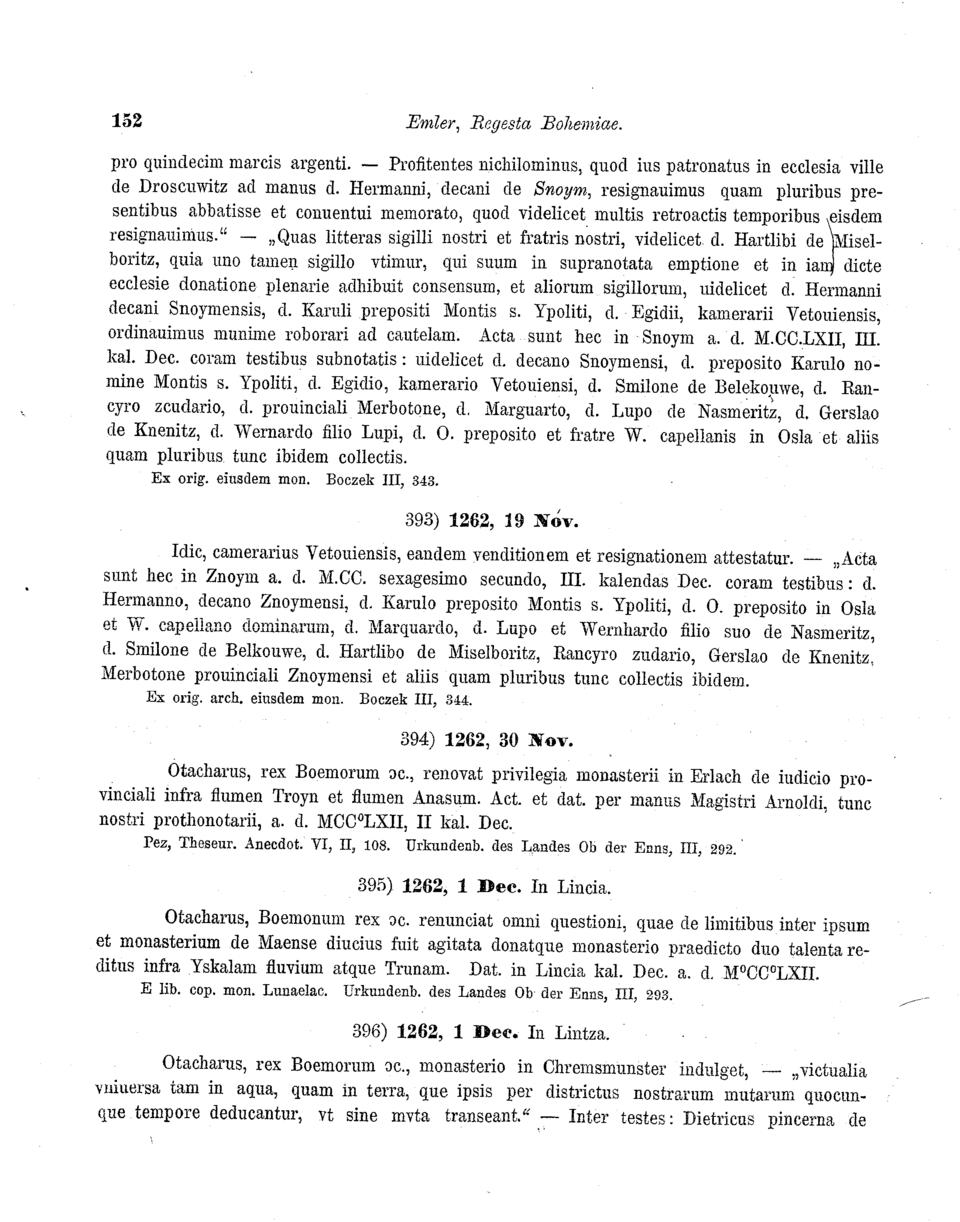 152 Emler, Regesta Bohemiae.
pro quindecim marcis argenti. — Profitentes nichilominus, quod ius patronatus in ecclesia ville
de Droscuwitz ad manus d. Hermanni, decani de Snoym, resignauimus quam pluribus pre-
sentibus abbatisse et conuentui memorato, quod videlicet multis retroactis temporibus eisdem
resignauimus.“ — „Quas litteras sigilli nostri et fratris nostri, videlicet d. Hartlibi de Misel-
boritz, quia uno tamen sigillo vtimur, qui suum in supranotata emptione et in iam dicte
ecclesie donatione plenarie adhibuit consensum, et aliorum sigillorum, uidelicet d. Hermanni
decani Snoymensis, d. Karuli prepositi Montis s. Ypoliti, d. Egidii, kamerarii Vetouiensis,
ordinauimus munime roborari ad cautelam. Acta sunt hec in Snoym a. d. M.CC.LXII, III.
kal. Dec. coram testibus subnotatis: uidelicet d. decano Snoymensi, d. preposito Karulo no-
mine Montis s. Ypoliti, d. Egidio, kamerario Vetouiensi, d. Smilone de Belekouwe, d. Ran-
cyro zcudario, d. prouinciali Merbotone, d. Marguarto, d. Lupo de Nasmeritz, d. Gerslao
de Knenitz, d. Wernardo filio Lupi, d. O. preposito et fratre W. capellanis in Osla et aliis
quam pluribus tunc ibidem collectis.
Ex orig. eiusdem mon. Boczek III, 343.
393) 1262, 19 Nov.
Idic, camerarius Vetouiensis, eandem venditionem et resignationem attestatur. — „Acta
sunt hec in Znoym a. d. M.CC. sexagesimo secundo, III. kalendas Dec. coram testibus: d.
Hermanno, decano Znoymensi, d. Karulo preposito Montis s. Ypoliti, d. O. preposito in Osla
et W. capellano dominarum, d. Marquardo, d. Lupo et Wernhardo filio suo de Nasmeritz,
d. Smilone de Belkouwe, d. Hartlibo de Miselboritz, Rancyro zudario, Gerslao de Knenitz,
Merbotone prouinciali Znoymensi et aliis quam pluribus tunc collectis ibidem.
Ex orig. arch. eiusdem mon. Boczek III, 344.
394) 1262, 30 Nov.
Otacharus, rex Boemorum ɔc., renovat privilegia monasterii in Erlach de iudicio pro-
vinciali infra flumen Troyn et flumen Anasum. Act. et dat. per manus Magistri Arnoldi, tunc
nostri prothonotarii, a. d. MCC⁰LXII, II kal. Dec.
Pez, Theseur. Anecdot. VI, II, 108. Urkundenb. des Landes Ob der Enns, III, 292.
395) 1262, 1 Dec. In Lincia.
Otacharus, Boemonum rex ɔc. renunciat omni questioni, quae de limitibus inter ipsum
et monasterium de Maense diucius fuit agitata donatque monasterio praedicto duo talenta re-
ditus infra Yskalam fluvium atque Trunam. Dat. in Lincia kal. Dec. a. d. M⁰CC⁰LXII.
E lib. cop. mon. Lunaelac. Urkundenb. des Landes Ob der Enns, III, 293.
396) 1262, 1 Dec. In Lintza.
Otacharus, rex Boemorum ɔc., monasterio in Chremsmunster indulget, — „victualia
vniuersa tam in aqua, quam in terra, que ipsis per districtus nostrarum mutarum quocun-
que tempore deducantur, vt sine mvta transeant.“ — Inter testes: Dietricus pincerna de